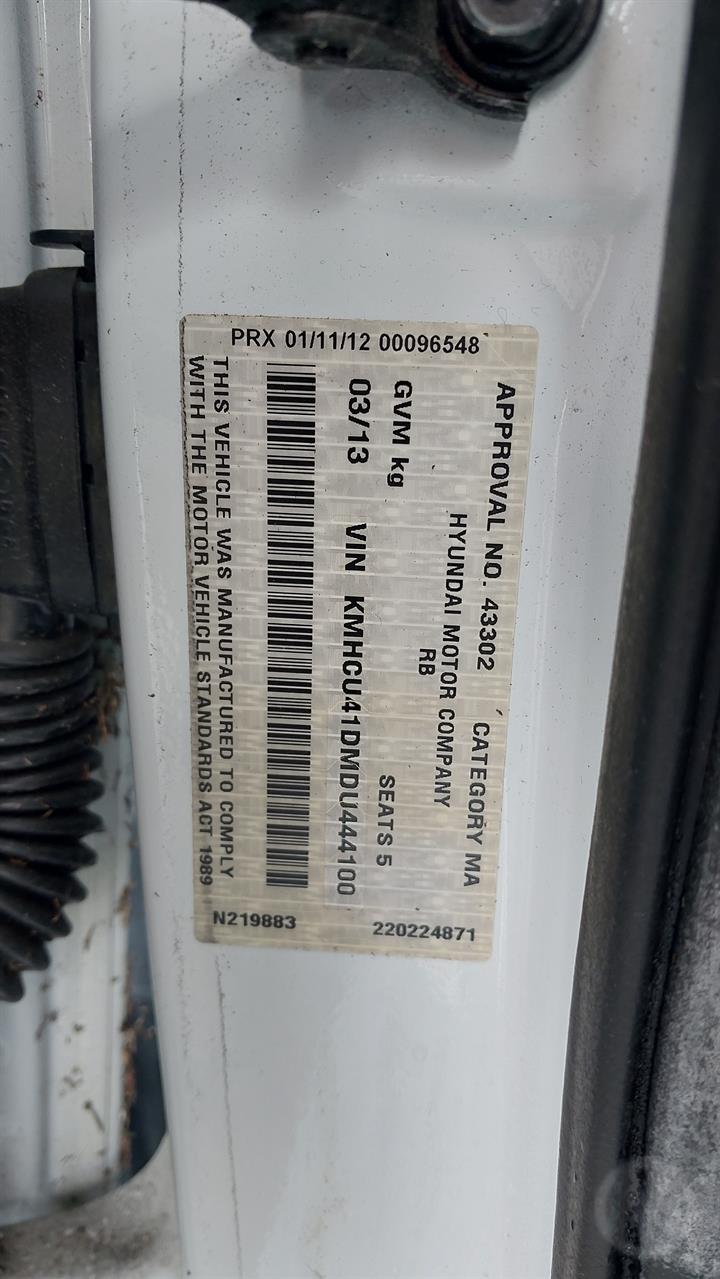 PRX 01/11/12 00096548
APPROVAL NO. 43302 CATEGORY MA
HYUNDAI MOTOR COMPANY
RB
GVM kg SEATS 5
03/13 VIN KMHCU41DMDU444100
THIS VEHICLE WAS MANUFACTURED TO COMPLY
WITH THE MOTOR VEHICLE STANDARDS ACT 1989
N219883
220224871